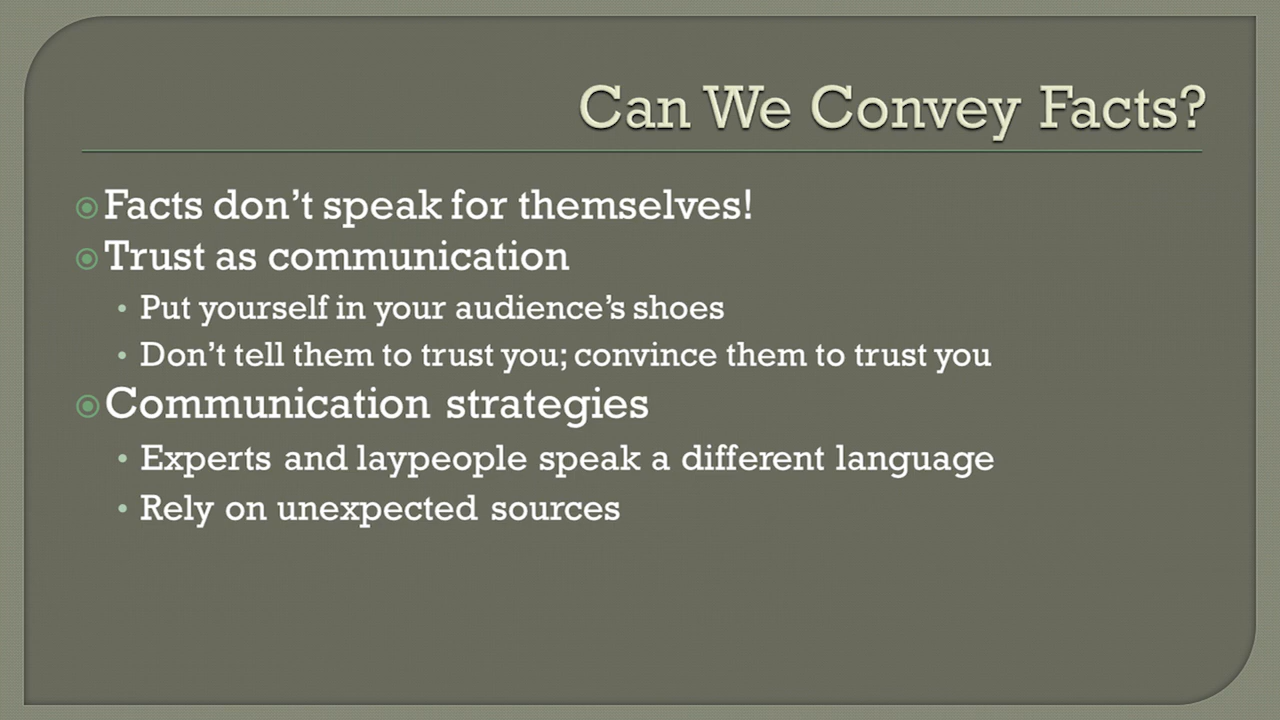 Can We Convey Facts?
Facts don’t speak for themselves!
Trust as communication
Put yourself in your audience’s shoes
Don’t tell them to trust you; convince them to trust you
Communication strategies
Experts and laypeople speak a different language
Rely on unexpected sources